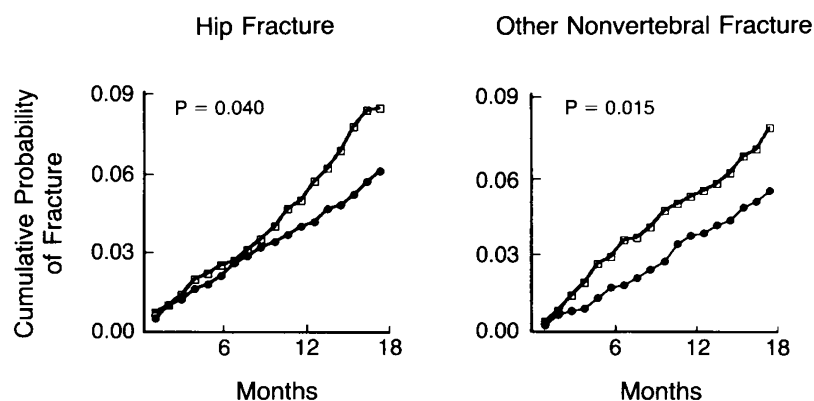 Hip Fracture
Cumulative Probability
of Fracture
0.09
0.06
0.03
0.00
P = 0.040
6 12 18
Months
Other Nonvertebral Fracture
0.09
0.06
0.03
0.00
P = 0.015
6 12 18
Months